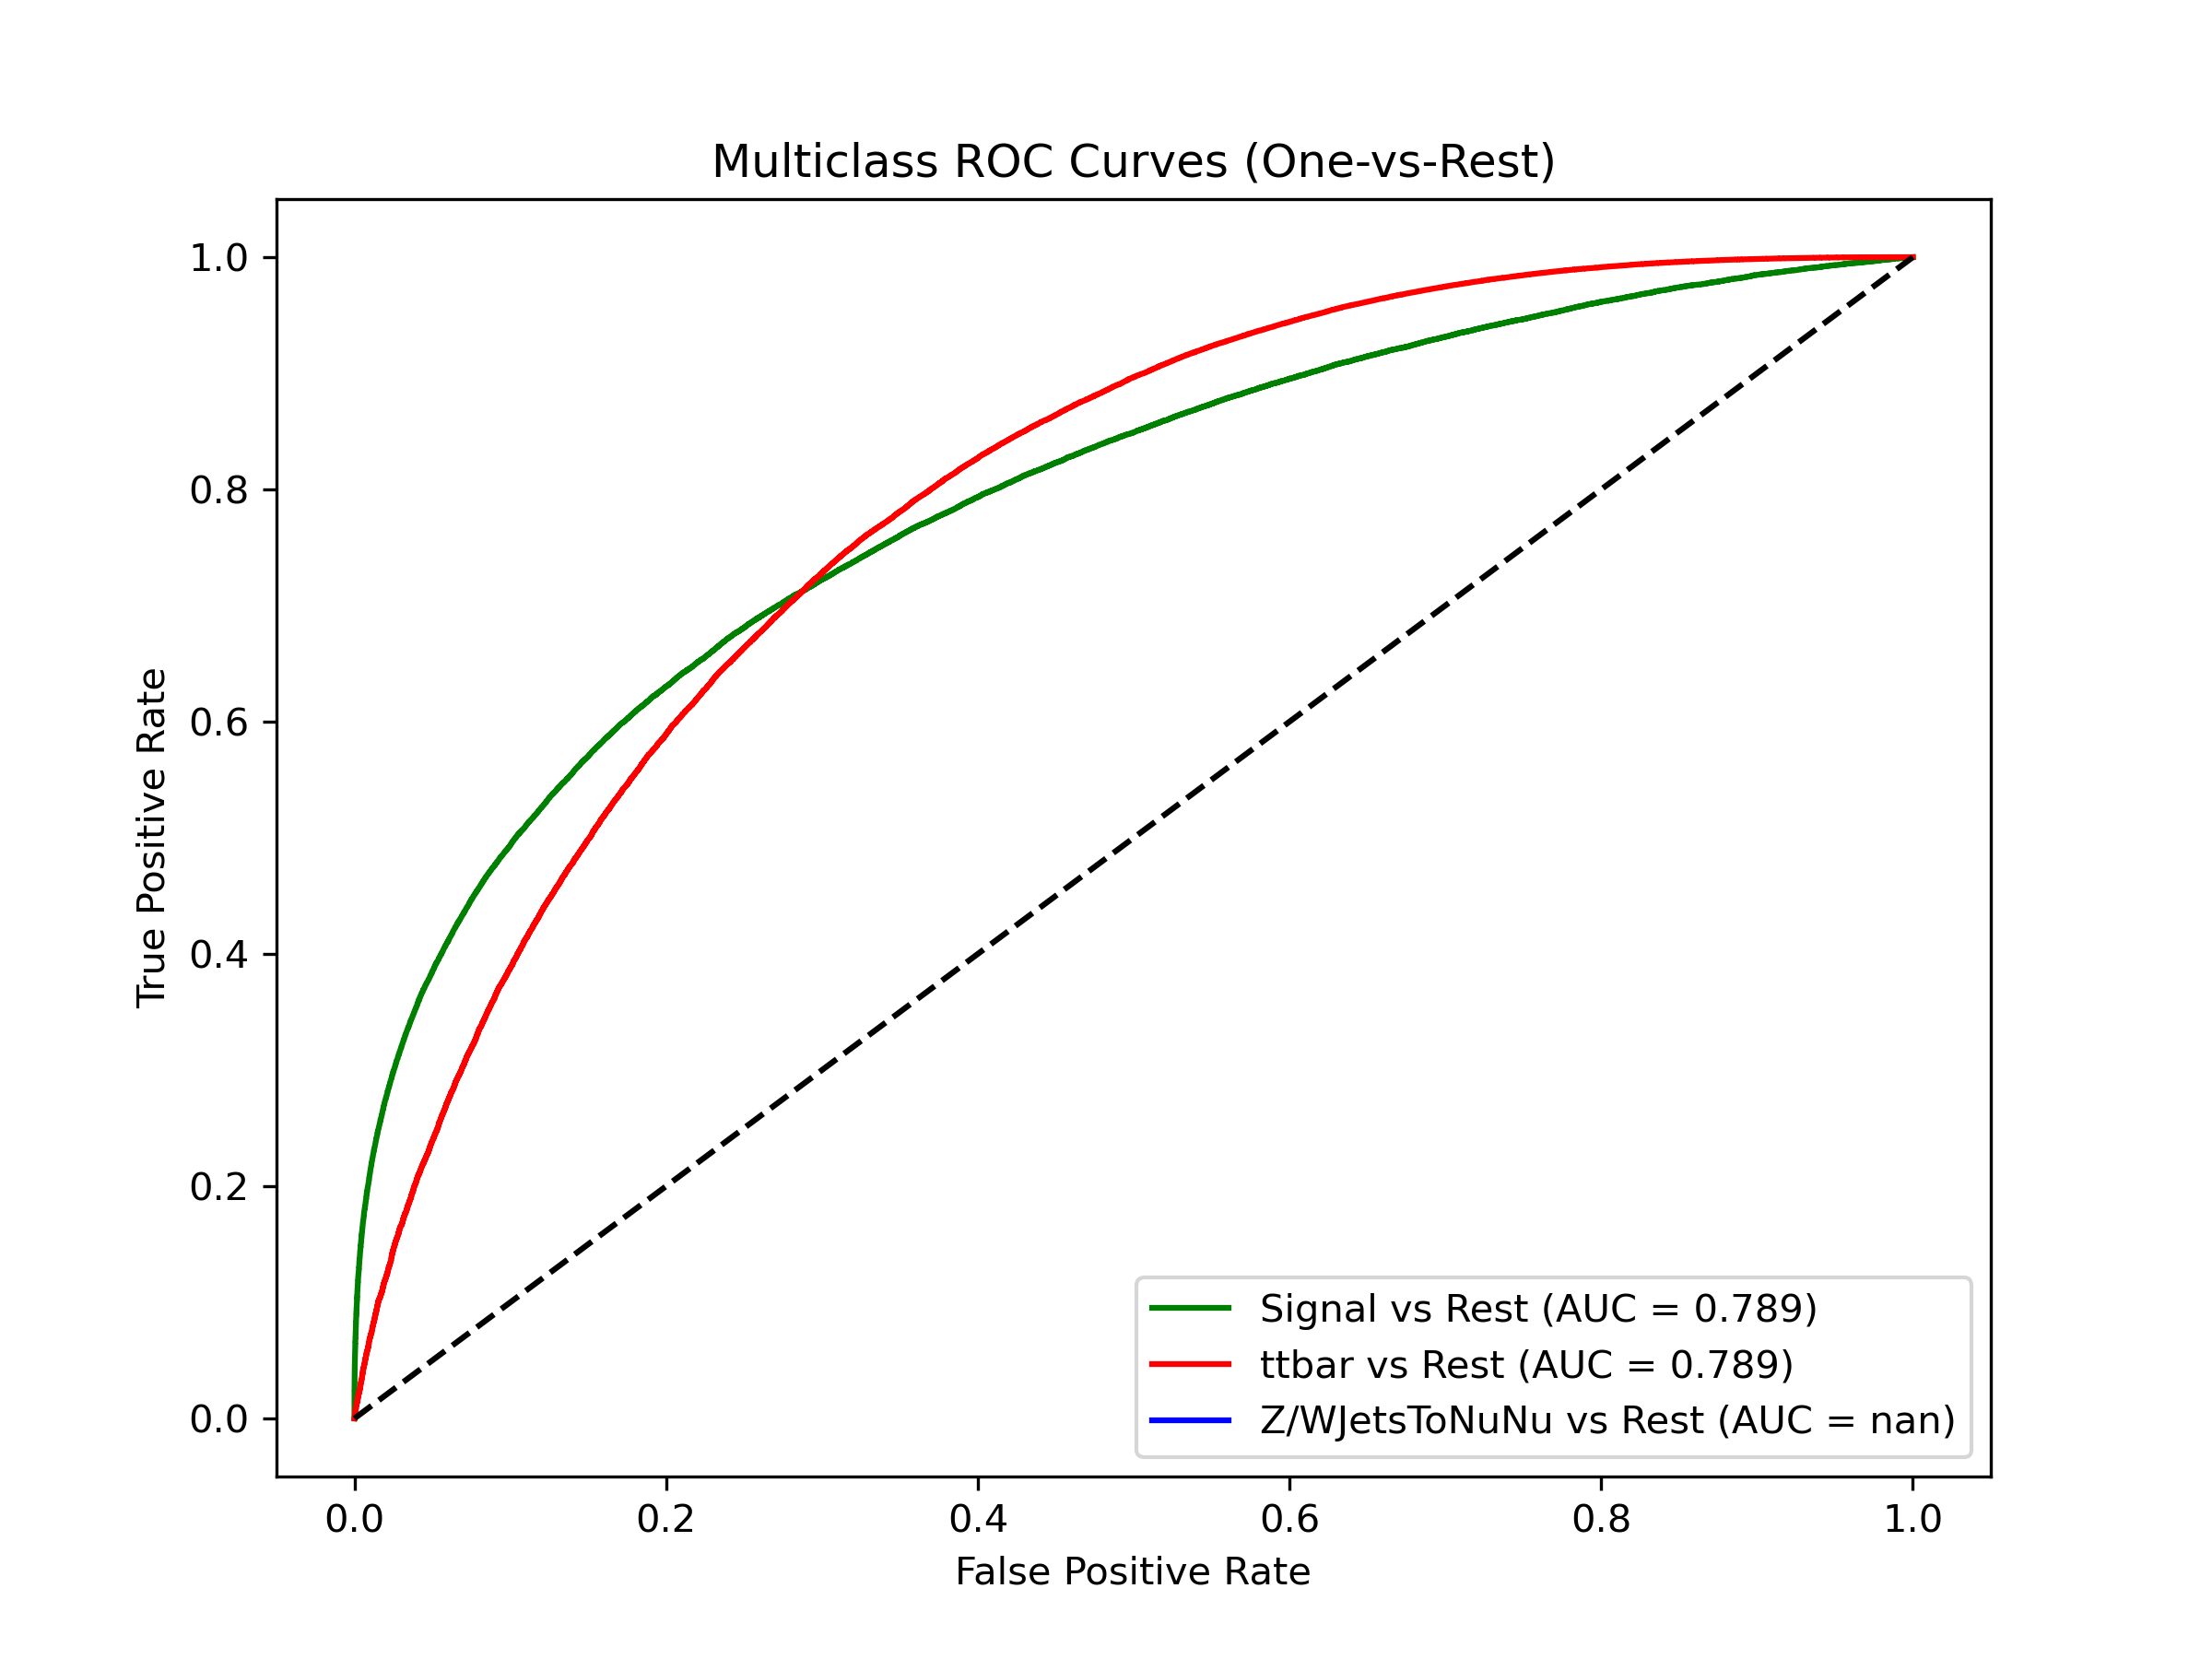 Multiclass ROC Curves (One-vs-Rest)
True Positive Rate
1.0
0.8
0.6
0.4
0.2
0.0
Signal vs Rest (AUC = 0.789)
ttbar vs Rest (AUC = 0.789)
Z/WJetsToNuNu vs Rest (AUC = nan)
0.0 0.2 0.4 0.6 0.8 1.0
False Positive Rate